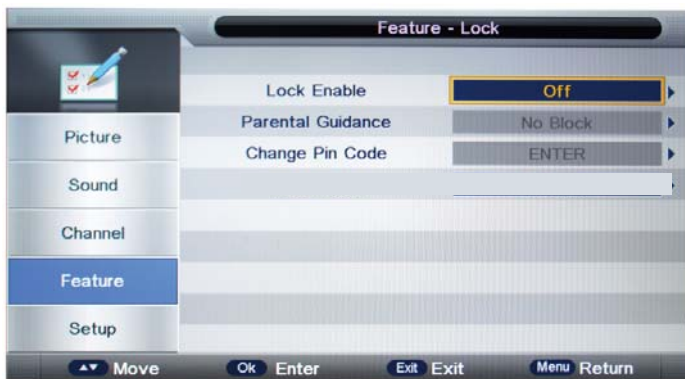 Feature - Lock
Lock Enable Off
Parental Guidance No Block
Change Pin Code ENTER
Picture
Sound
Channel
Feature
Setup
Move Ok Enter Exit Exit Menu Return